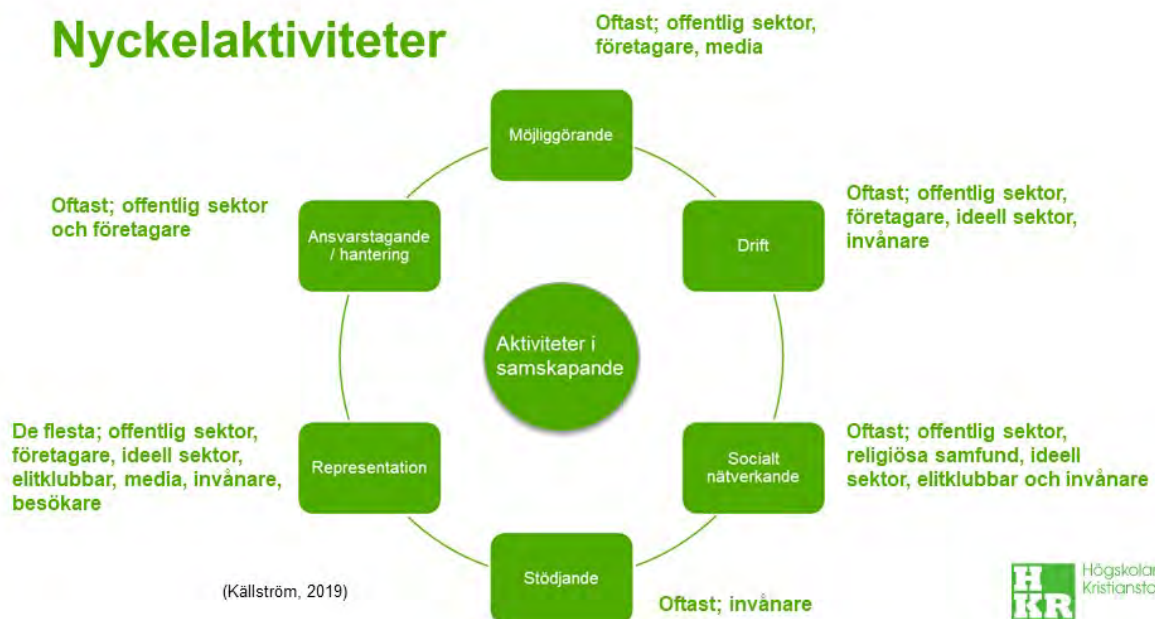 Nyckelaktiviteter
Oftast; offentlig sektor,
företagare, media
Möjliggörande
Oftast; offentlig sektor,
företagare, ideell sektor,
invånare
Drift
Oftast; offentlig sektor
och företagare
Ansvarstagande
/ hantering
Aktiviteter i
samskapande
De flesta; offentlig sektor,
företagare, ideell sektor,
elitklubbar, media, invånare,
besökare
Representation
Socialt
nätverkande
Oftast; offentlig sektor,
religiösa samfund, ideell
sektor, elitklubbar och invånare
Stödjande
Oftast; invånare
(Källström, 2019)
H
KR